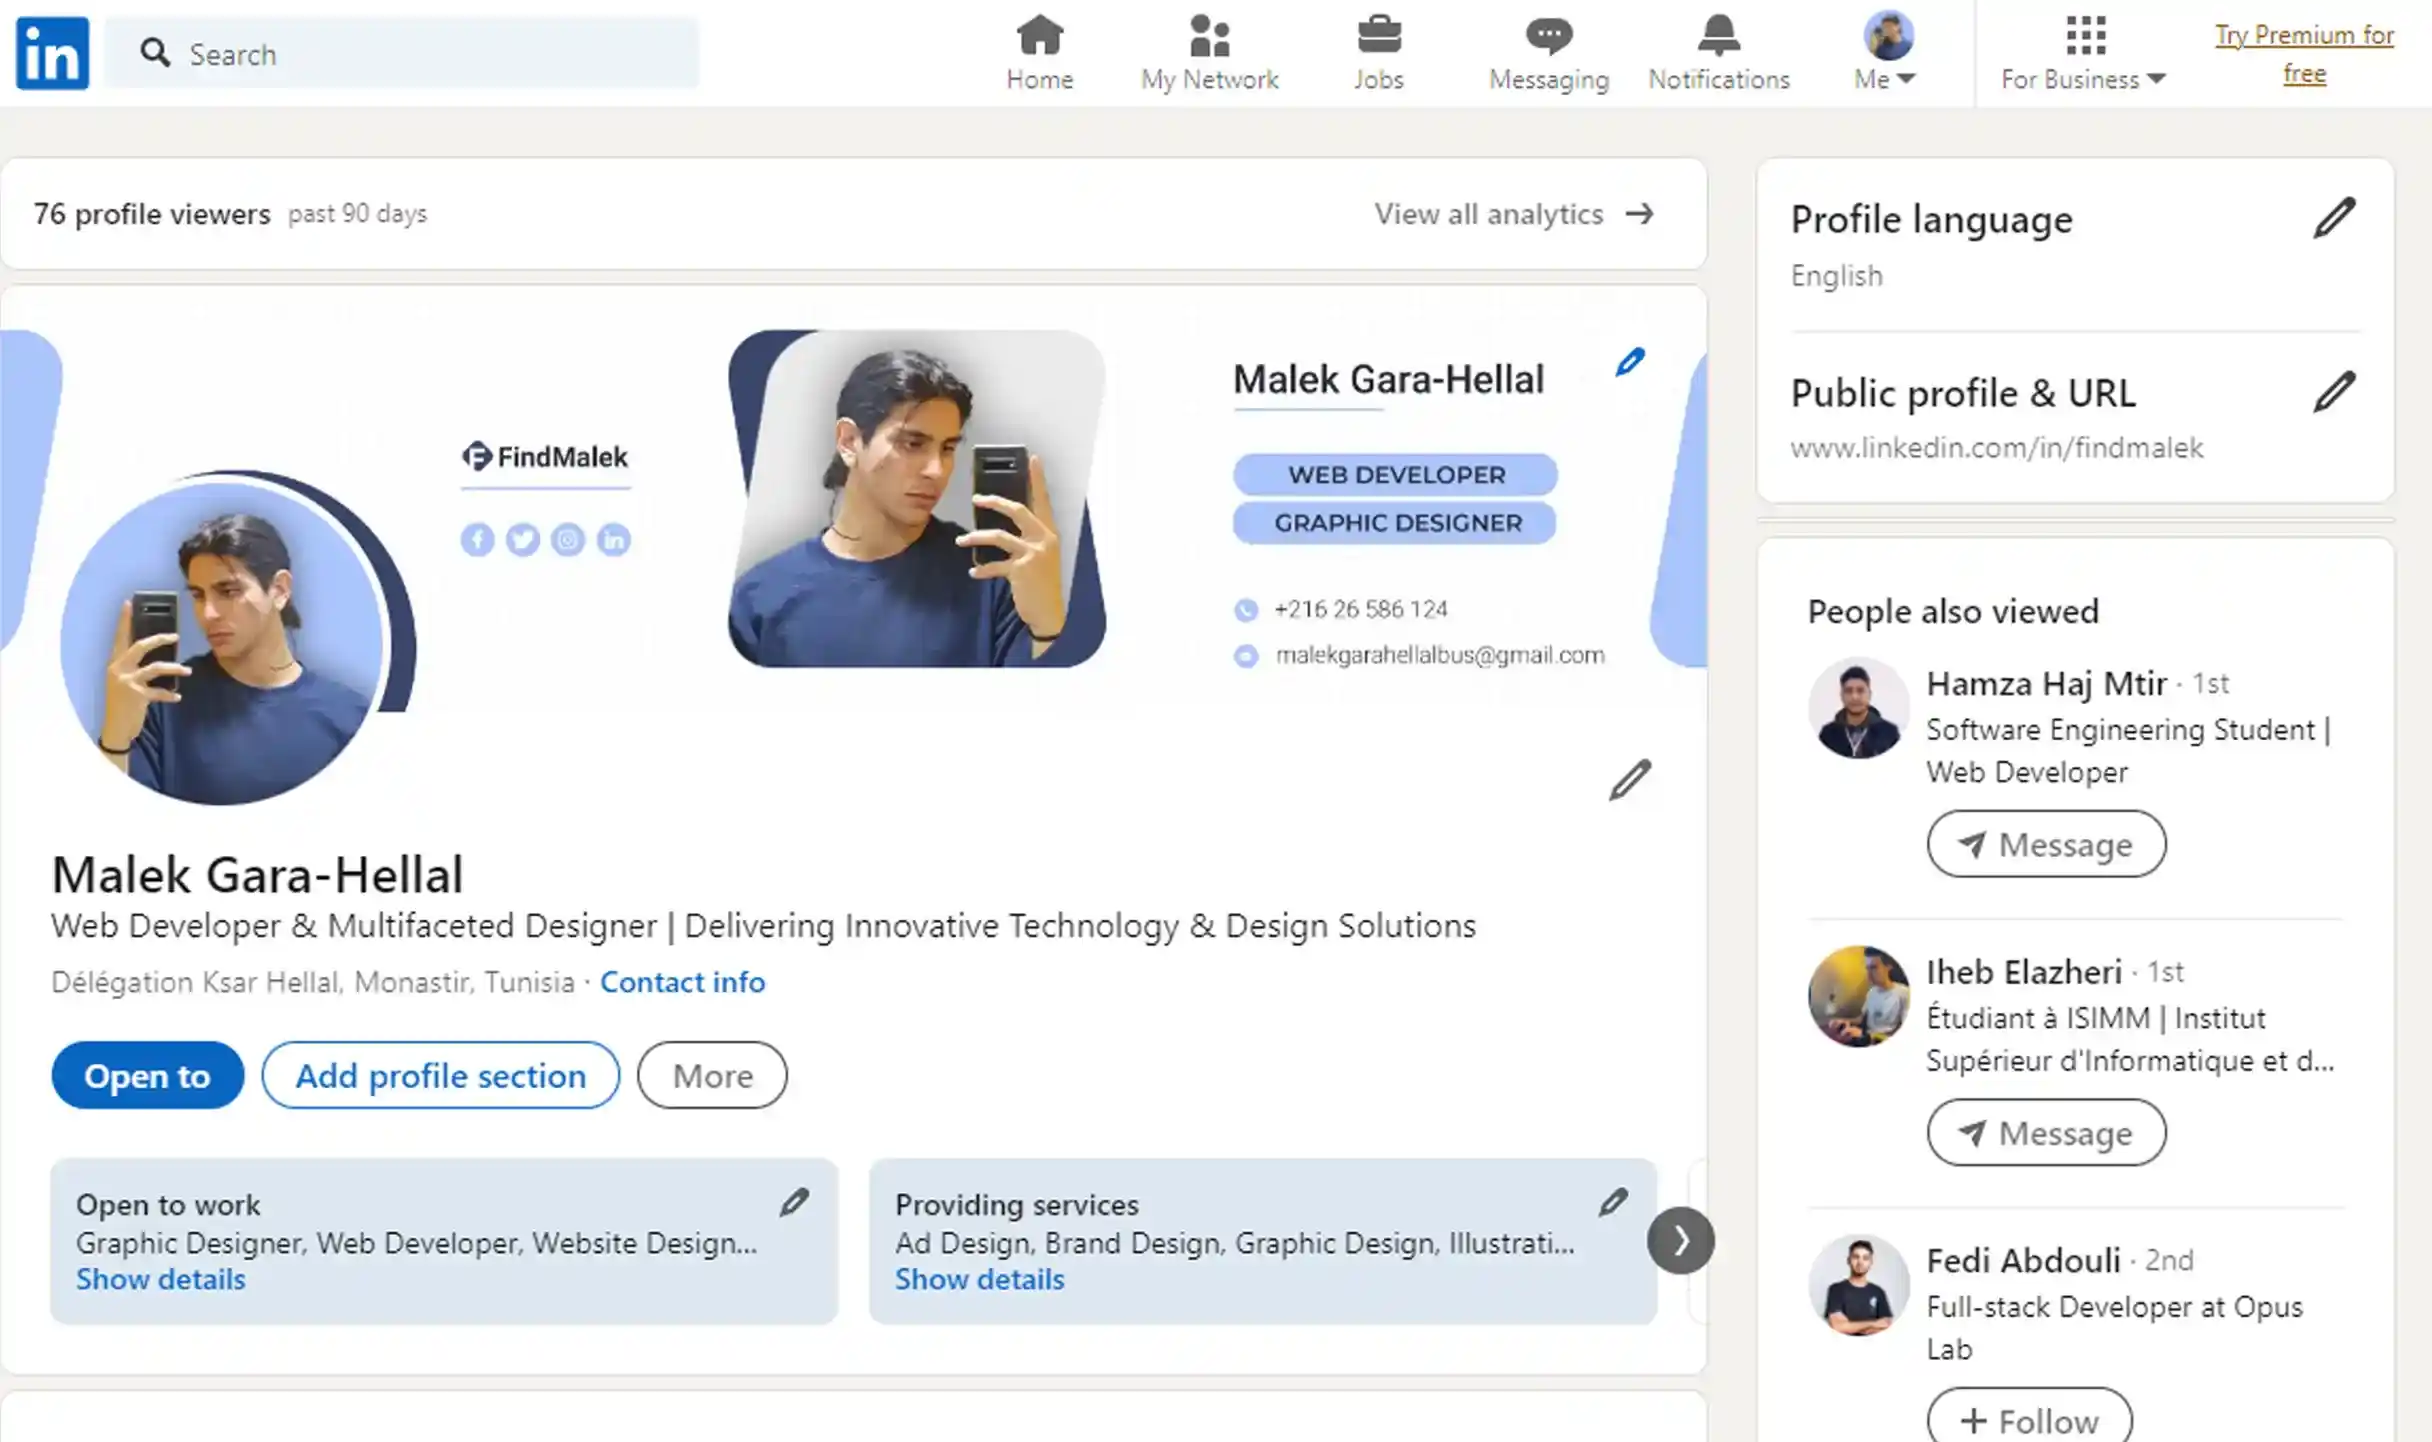 in
Search
Home
My Network
Jobs
Messaging
Notifications
Me
For Business
Try Premium for
free
76 profile viewers past 90 days
View all analytics
FindMalek
Malek Gara-Hellal
WEB DEVELOPER
GRAPHIC DESIGNER
+216 26 586 124
malekgarahellalbus@gmail.com
Malek Gara-Hellal
Web Developer & Multifaceted Designer | Delivering Innovative Technology & Design Solutions
Délégation Ksar Hellal, Monastir, Tunisia · Contact info
Open to
Add profile section
More
Open to work
Graphic Designer, Web Developer, Website Design...
Show details
Providing services
Ad Design, Brand Design, Graphic Design, Illustrati...
Show details
Profile language
English
Public profile & URL
www.linkedin.com/in/findmalek
People also viewed
Hamza Haj Mtir · 1st
Software Engineering Student |
Web Developer
Message
Iheb Elazheri · 1st
Étudiant à ISIMM | Institut
Supérieur d'Informatique et d...
Message
Fedi Abdouli · 2nd
Full-stack Developer at Opus
Lab
+ Follow